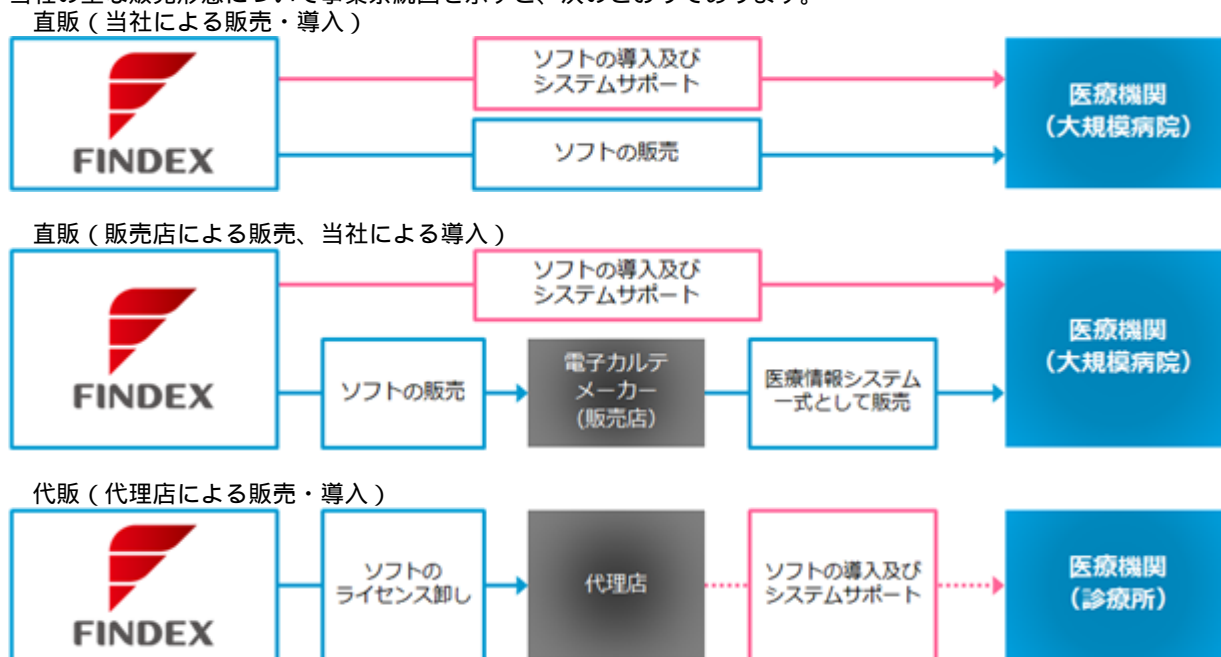 当社の主な販売形態について事業系統図を示すと、次のとおりであります。
直販(当社による販売・導入)
FINDEX
ソフトの導入及び
システムサポート
ソフトの販売
医療機関
(大規模病院)
直販(販売店による販売、当社による導入)
FINDEX
ソフトの導入及び
システムサポート
ソフトの販売
電子カルテ
メーカー
(販売店)
医療情報システム
一式として販売
医療機関
(大規模病院)
代販(代理店による販売・導入)
FINDEX
ソフトの
ライセンス卸し
代理店
ソフトの導入及び
システムサポート
医療機関
(診療所)